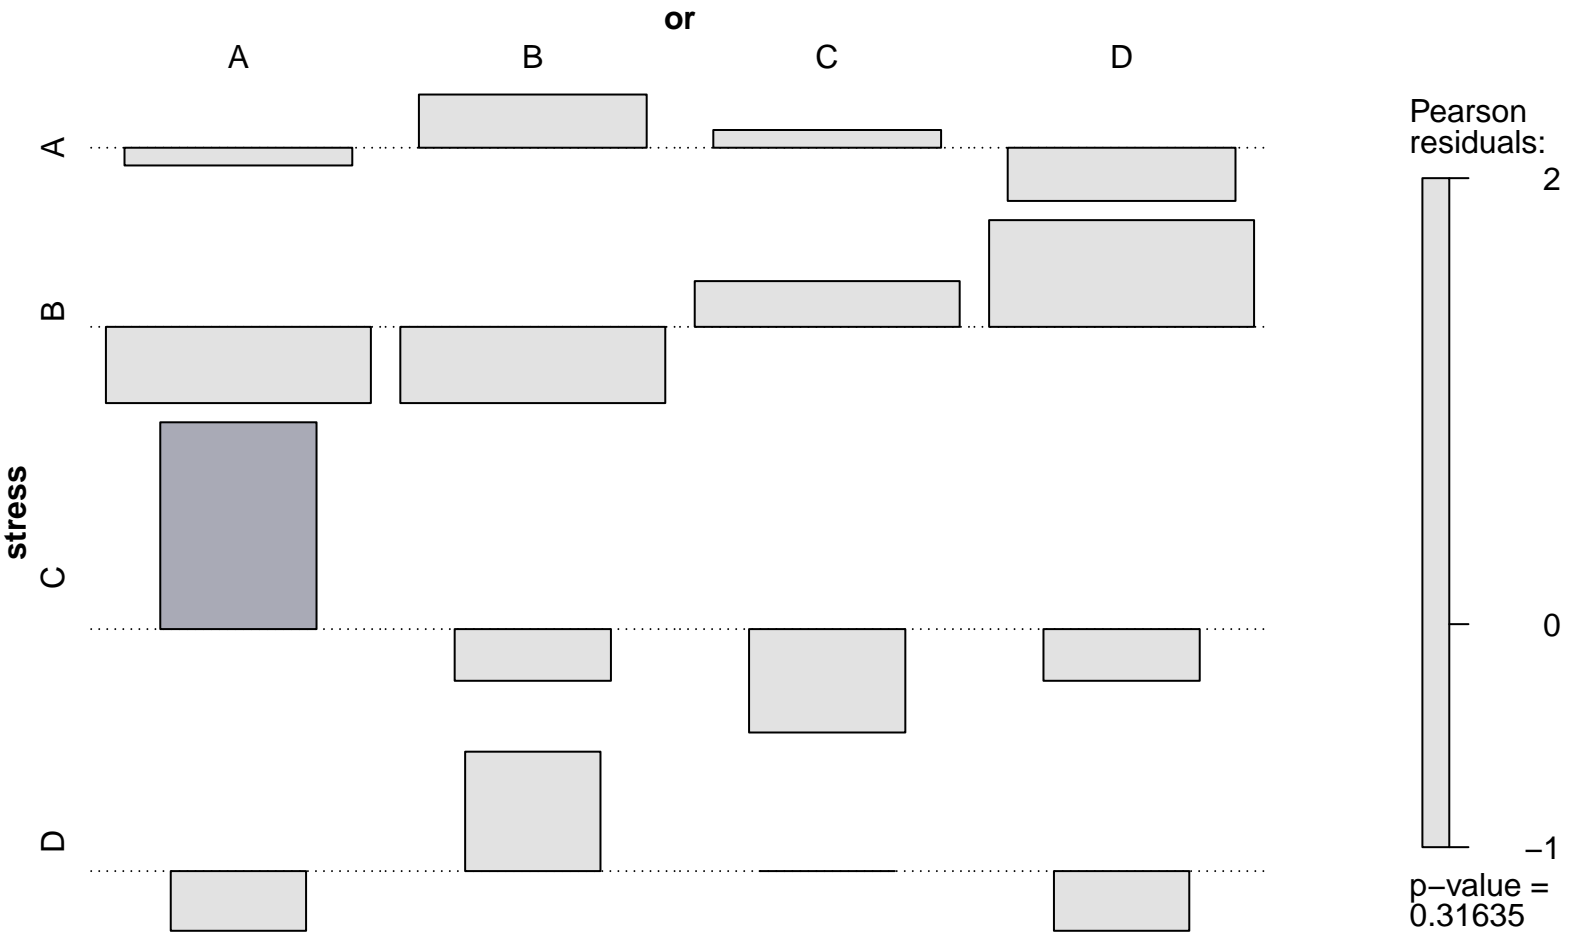 or
A B C D
A
B
C
D
stress
Pearson
residuals:
2
0
−1
p−value =
0.31635